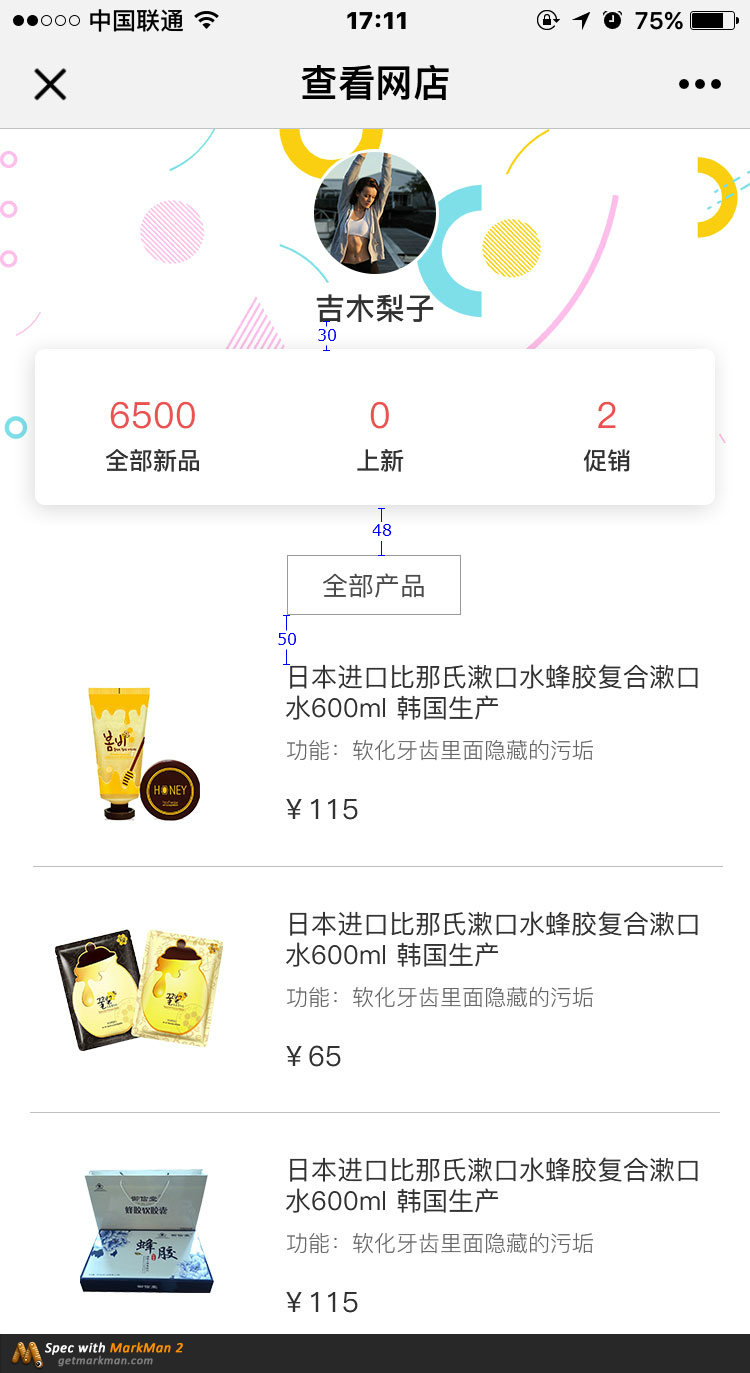 中国联通
17:11
75%
查看网店
吉木梨子
30
6500
0
2
全部新品
上新
促销
48
全部产品
50
日本进口比那氏漱口水蜂胶复合漱口
水600ml 韩国生产
功能：软化牙齿里面隐藏的污垢
¥115
HONEY
日本进口比那氏漱口水蜂胶复合漱口
水600ml 韩国生产
功能：软化牙齿里面隐藏的污垢
¥65
日本进口比那氏漱口水蜂胶复合漱口
水600ml 韩国生产
功能：软化牙齿里面隐藏的污垢
¥115
蜂胶软胶囊
蜂胶
Spec with MarkMan 2
getmarkman.com